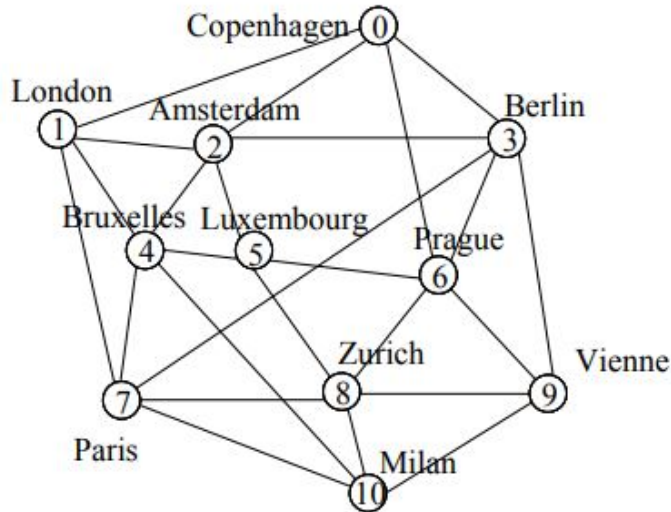 Copenhagen 0
London
Amsterdam
Berlin
1
2
3
Bruxelles
Luxembourg
Prague
4
5
6
Zurich
Vienne
7
8
9
Paris
Milan
10